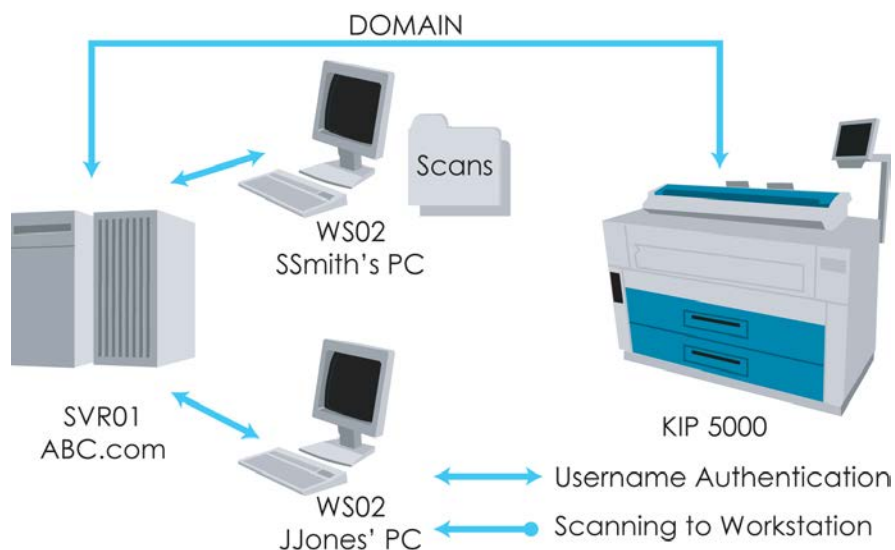 DOMAIN
Scans
WS02
SSmith's PC
SVR01
ABC.com
KIP 5000
WS02
JJones' PC
Username Authentication
Scanning to Workstation